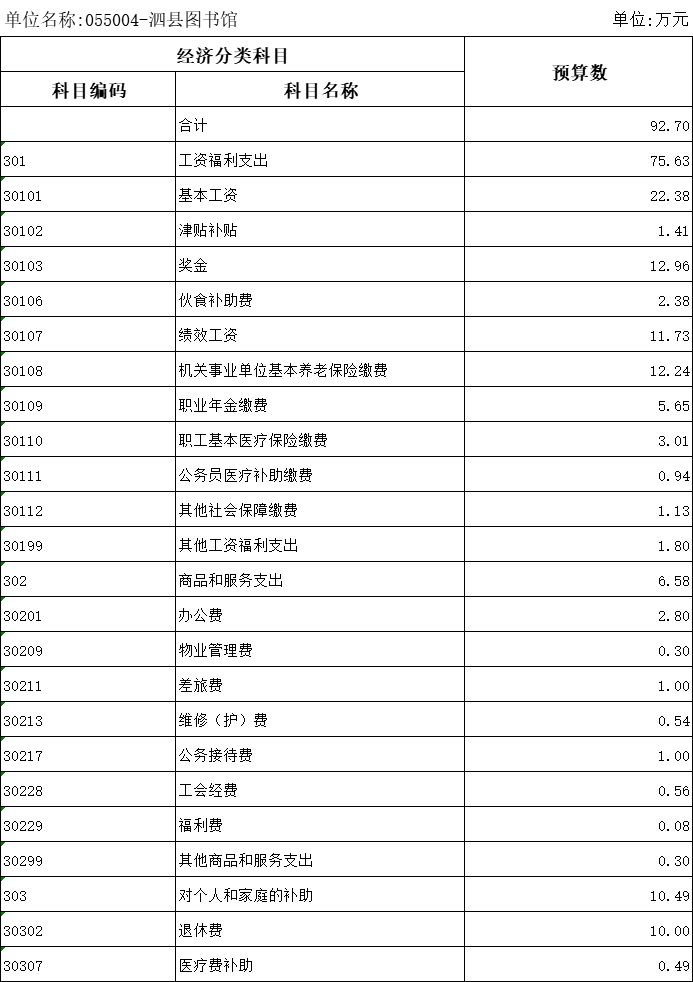 单位名称:055004-泗县图书馆 单位:万元
经济分类科目 预算数
科目编码 科目名称
合计 92.70
301 工资福利支出 75.63
30101 基本工资 22.38
30102 津贴补贴 1.41
30103 奖金 12.96
30106 伙食补助费 2.38
30107 绩效工资 11.73
30108 机关事业单位基本养老保险缴费 12.24
30109 职业年金缴费 5.65
30110 职工基本医疗保险缴费 3.01
30111 公务员医疗补助缴费 0.94
30112 其他社会保障缴费 1.13
30199 其他工资福利支出 1.80
302 商品和服务支出 6.58
30201 办公费 2.80
30209 物业管理费 0.30
30211 差旅费 1.00
30213 维修（护）费 0.54
30217 公务接待费 1.00
30228 工会经费 0.56
30229 福利费 0.08
30299 其他商品和服务支出 0.30
303 对个人和家庭的补助 10.49
30302 退休费 10.00
30307 医疗费补助 0.49